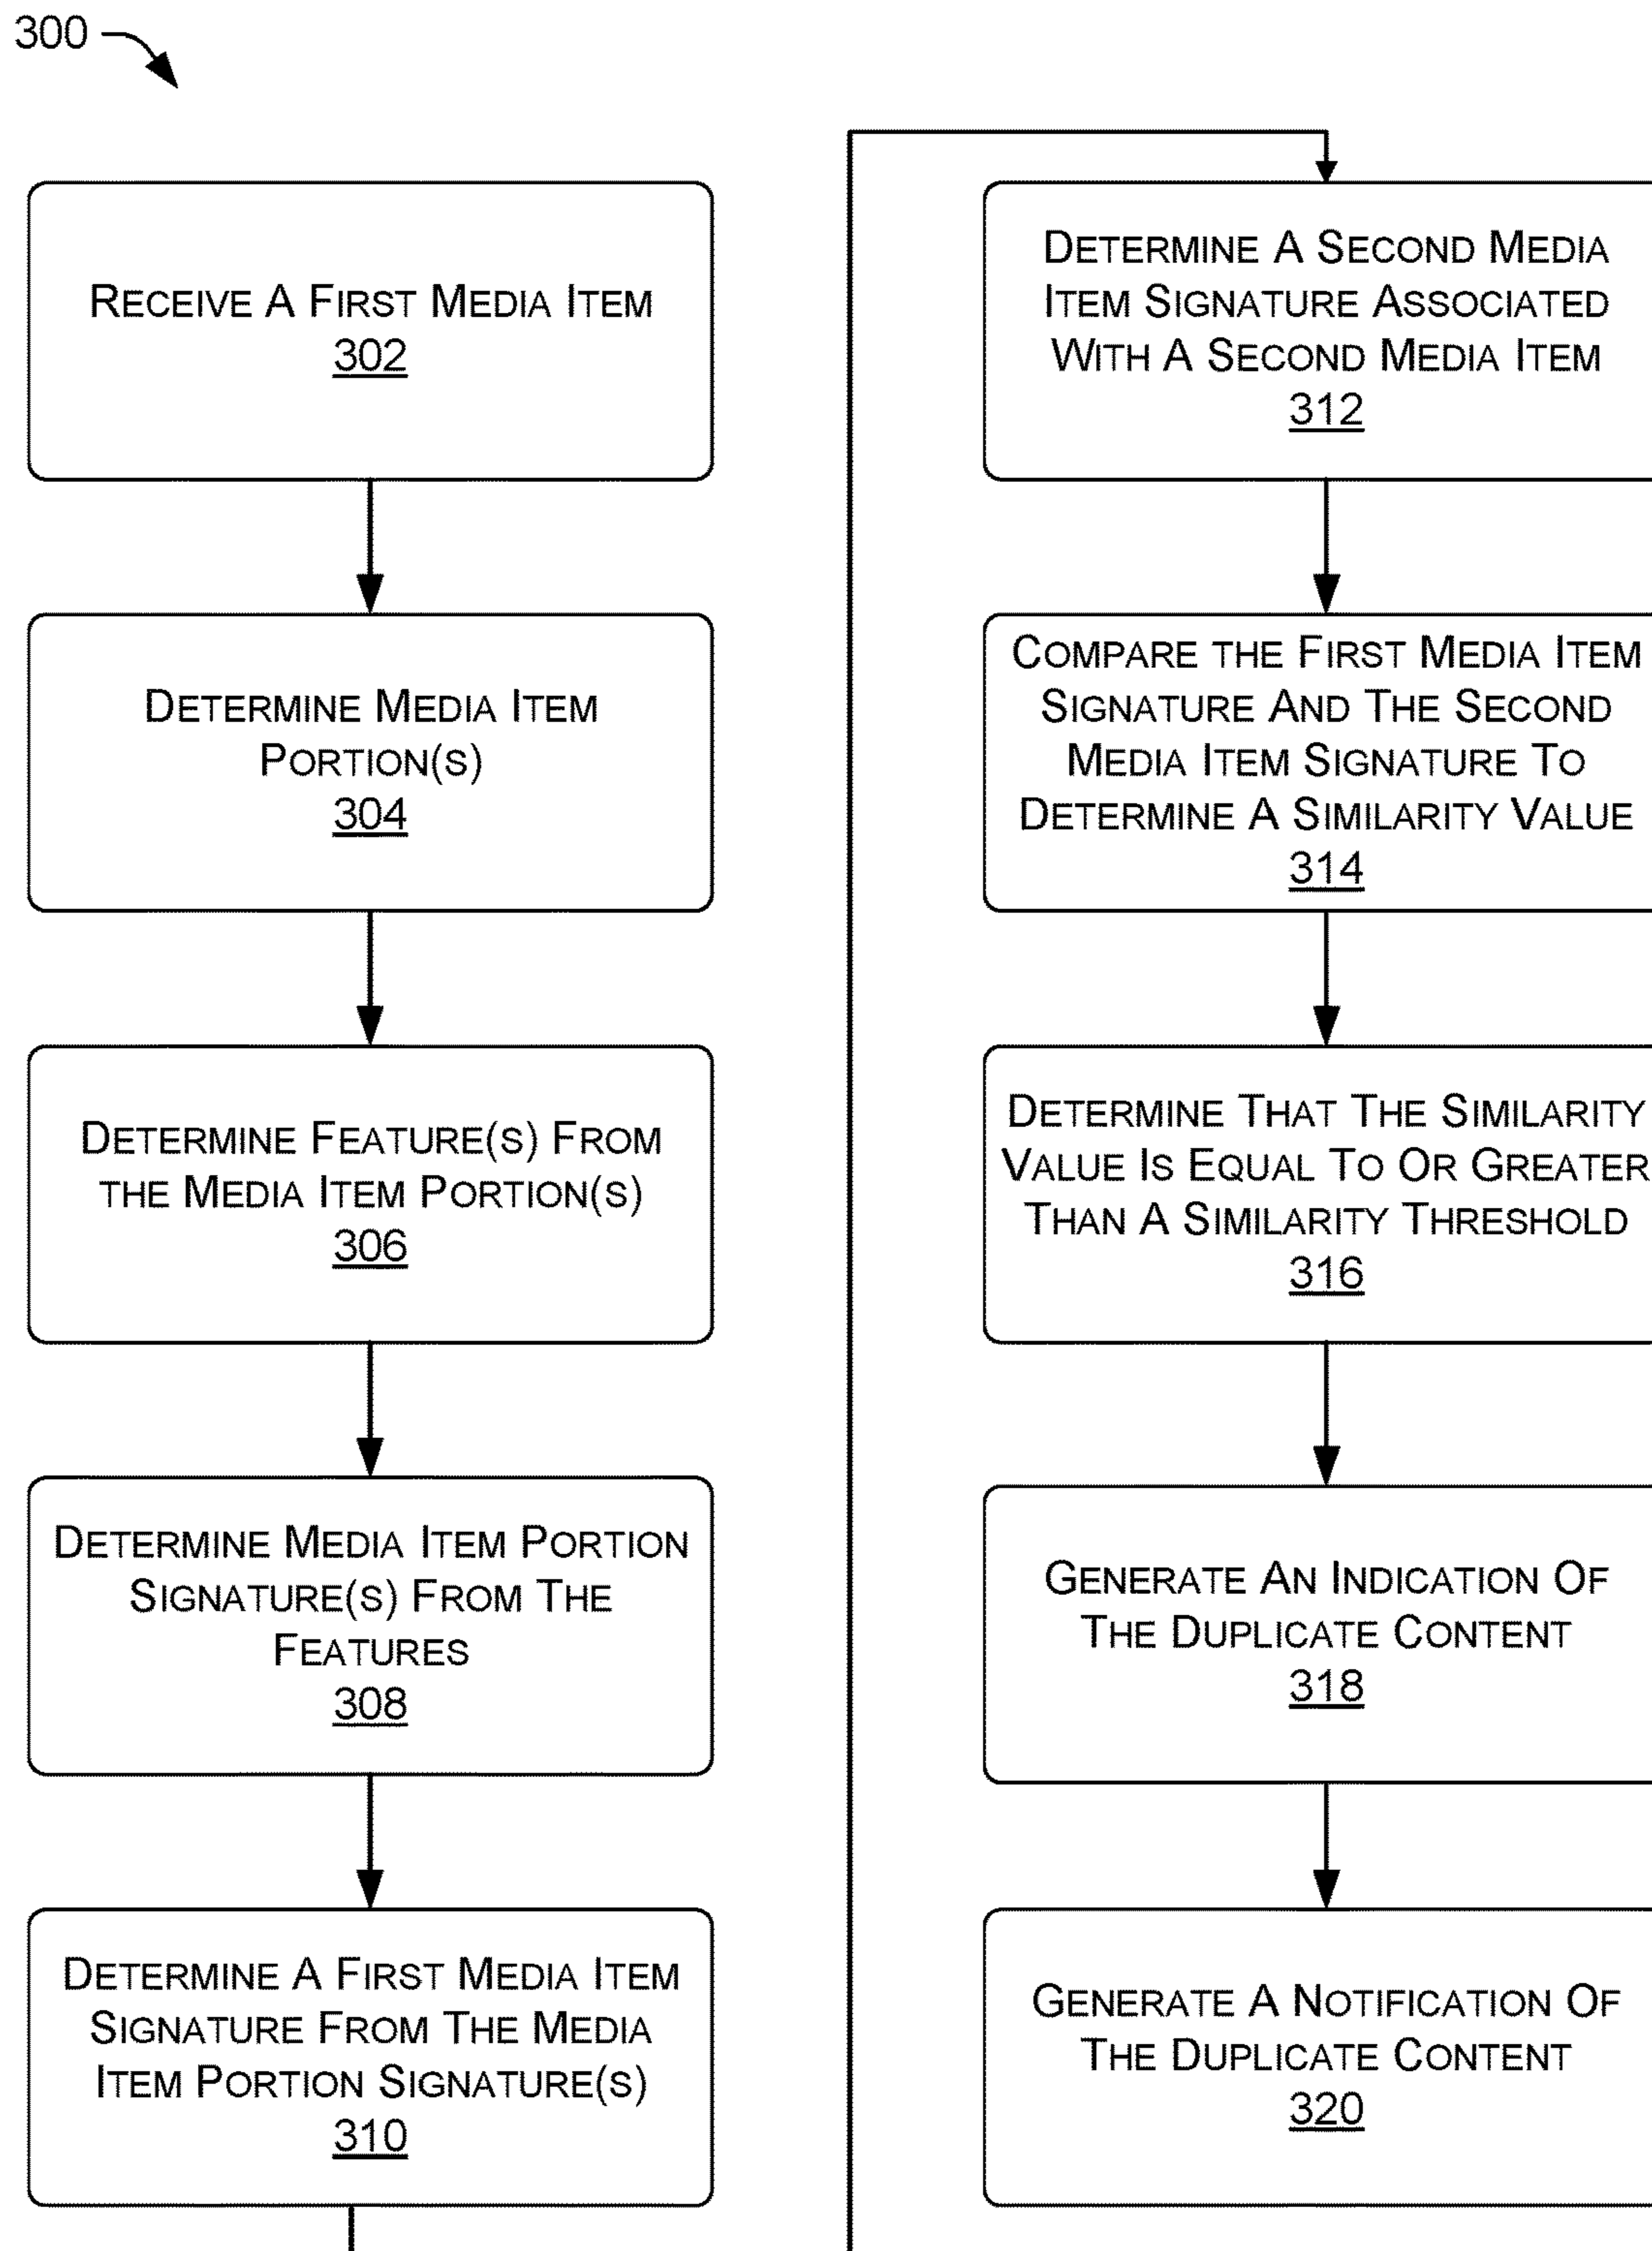 300
RECEIVE A FIRST MEDIA ITEM
302
DETERMINE MEDIA ITEM
PORTION(S)
304
DETERMINE FEATURE(S) FROM
THE MEDIA ITEM PORTION(S)
306
DETERMINE MEDIA ITEM PORTION
SIGNATURE(S) FROM THE
FEATURES
308
DETERMINE A FIRST MEDIA ITEM
SIGNATURE FROM THE MEDIA
ITEM PORTION SIGNATURE(S)
310
DETERMINE A SECOND MEDIA
ITEM SIGNATURE ASSOCIATED
WITH A SECOND MEDIA ITEM
312
COMPARE THE FIRST MEDIA ITEM
SIGNATURE AND THE SECOND
MEDIA ITEM SIGNATURE TO
DETERMINE A SIMILARITY VALUE
314
DETERMINE THAT THE SIMILARITY
VALUE IS EQUAL TO OR GREATER
THAN A SIMILARITY THRESHOLD
316
GENERATE AN INDICATION OF
THE DUPLICATE CONTENT
318
GENERATE A NOTIFICATION OF
THE DUPLICATE CONTENT
320